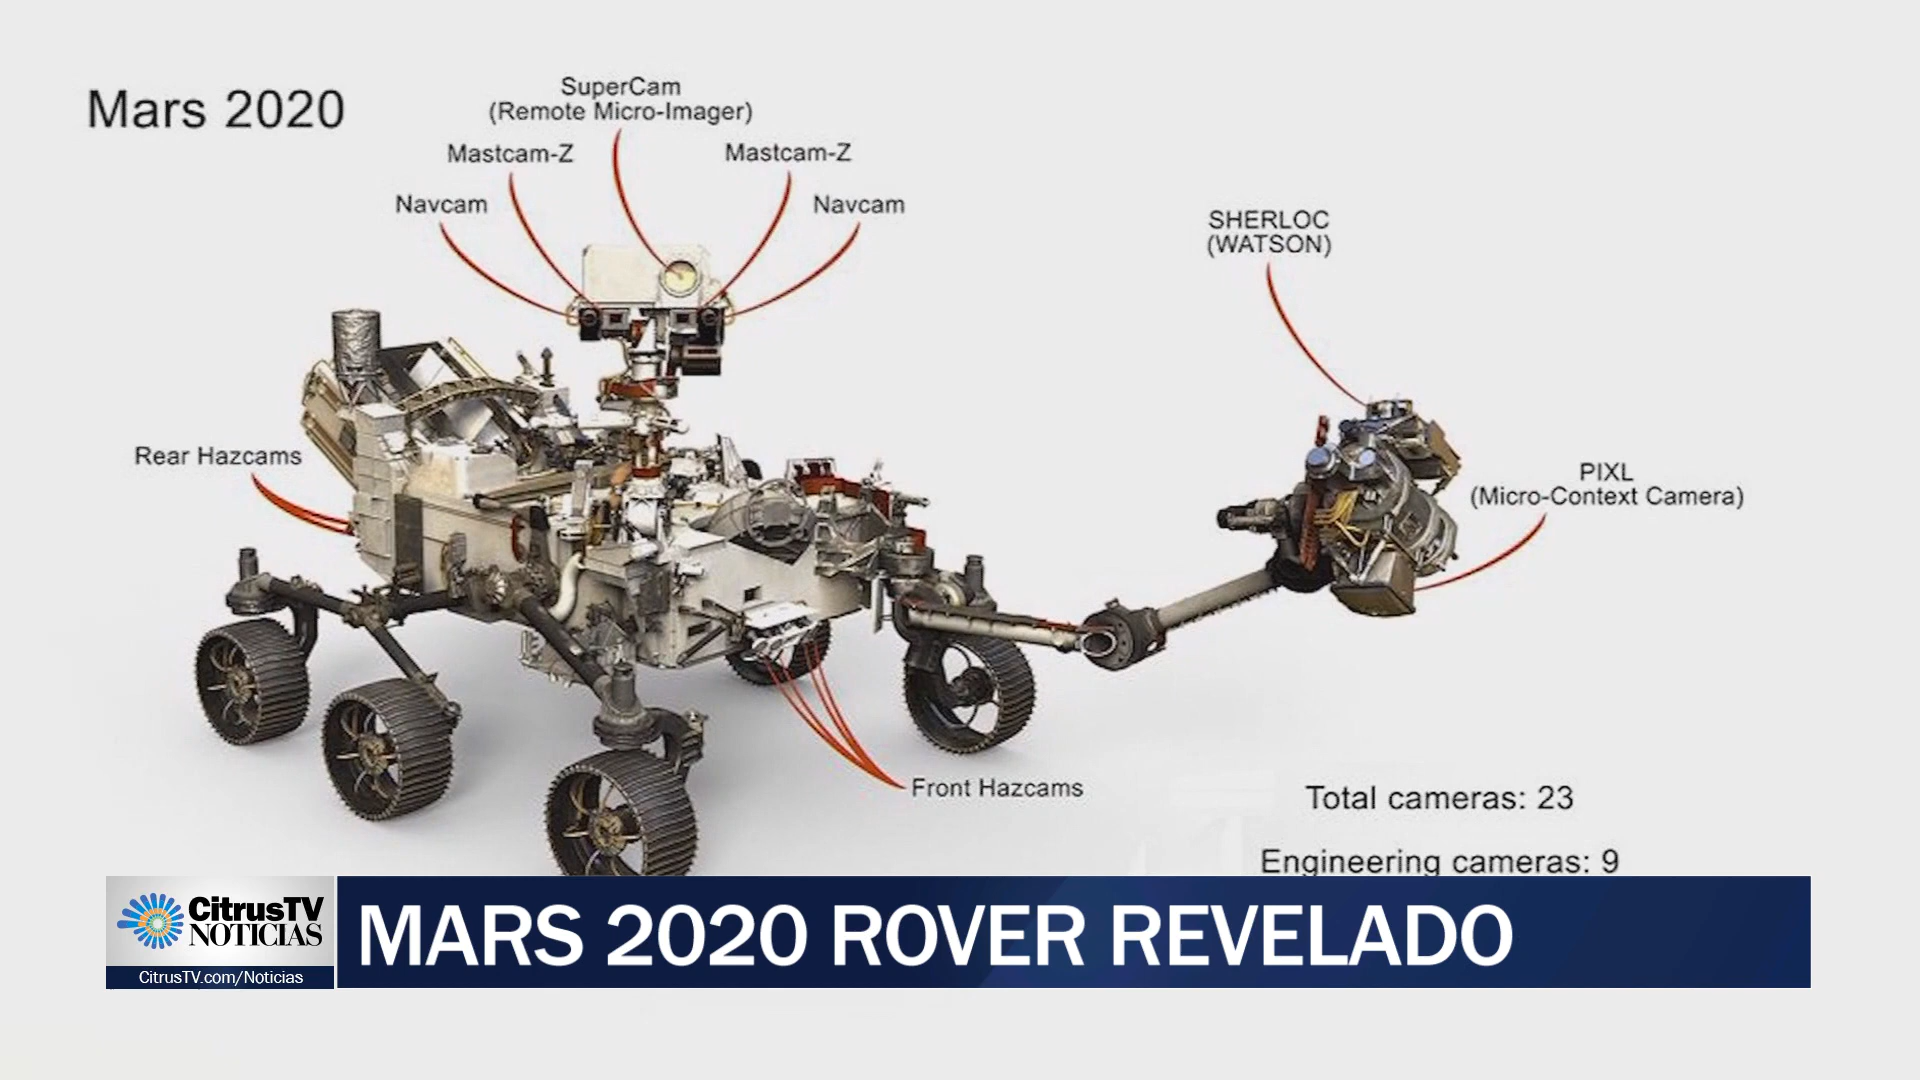 Mars 2020
SuperCam
(Remote Micro-Imager)
Mastcam-Z
Mastcam-Z
Navcam
Navcam
SHERLOC
(WATSON)
Rear Hazcams
PIXL
(Micro-Context Camera)
Front Hazcams
Total cameras: 23
Engineering cameras: 9
CitrusTV
NOTICIAS
CitrusTV.com/Noticias
MARS 2020 ROVER REVELADO